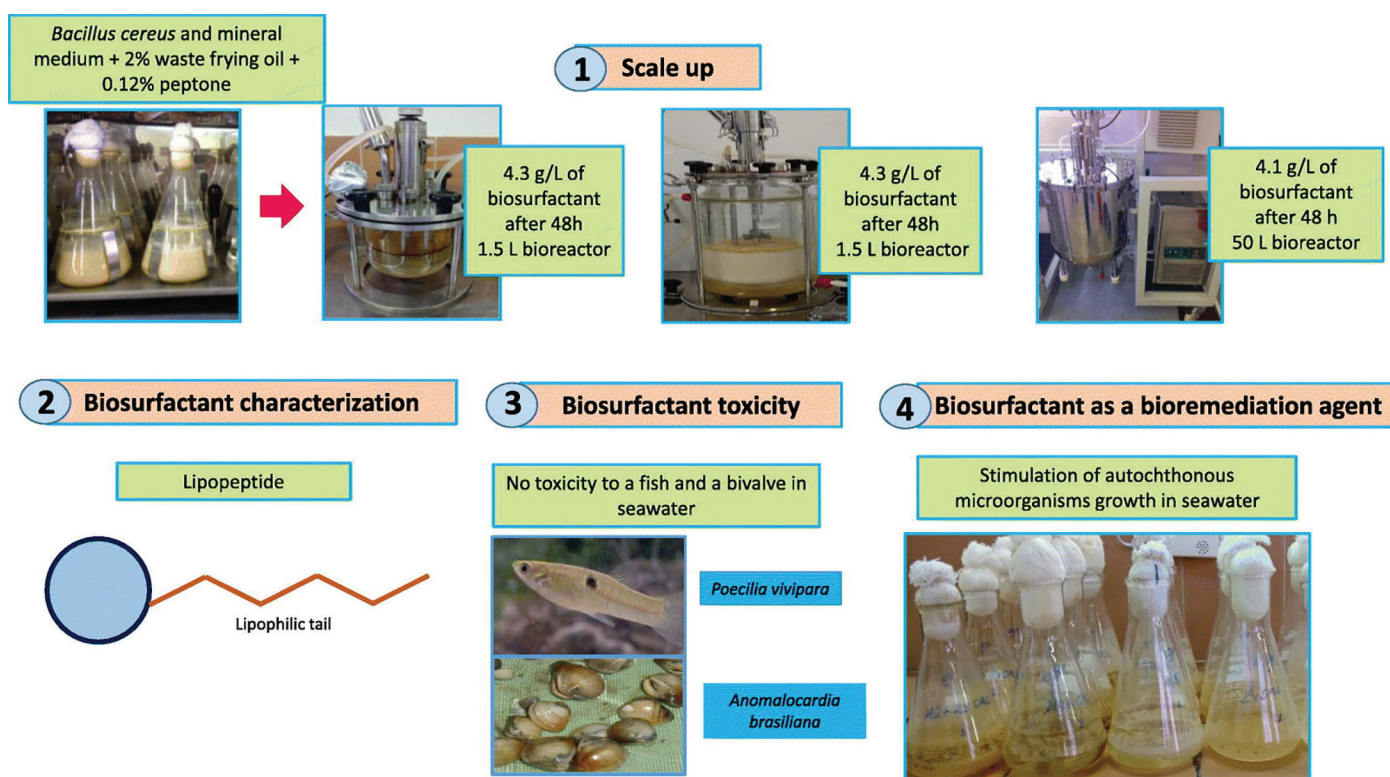 Bacillus cereus and mineral
medium + 2% waste frying oil +
0.12% peptone
1 Scale up
4.3 g/L of
biosurfactant
after 48h
1.5 L bioreactor
4.3 g/L of
biosurfactant
after 48h
1.5 L bioreactor
4.1 g/L of
biosurfactant
after 48 h
50 L bioreactor
2 Biosurfactant characterization
Lipopeptide
Lipophilic tail
3 Biosurfactant toxicity
No toxicity to a fish and a bivalve in
seawater
Poecilia vivipara
Anomalocardia
brasiliana
4 Biosurfactant as a bioremediation agent
Stimulation of autochthonous
microorganisms growth in seawater